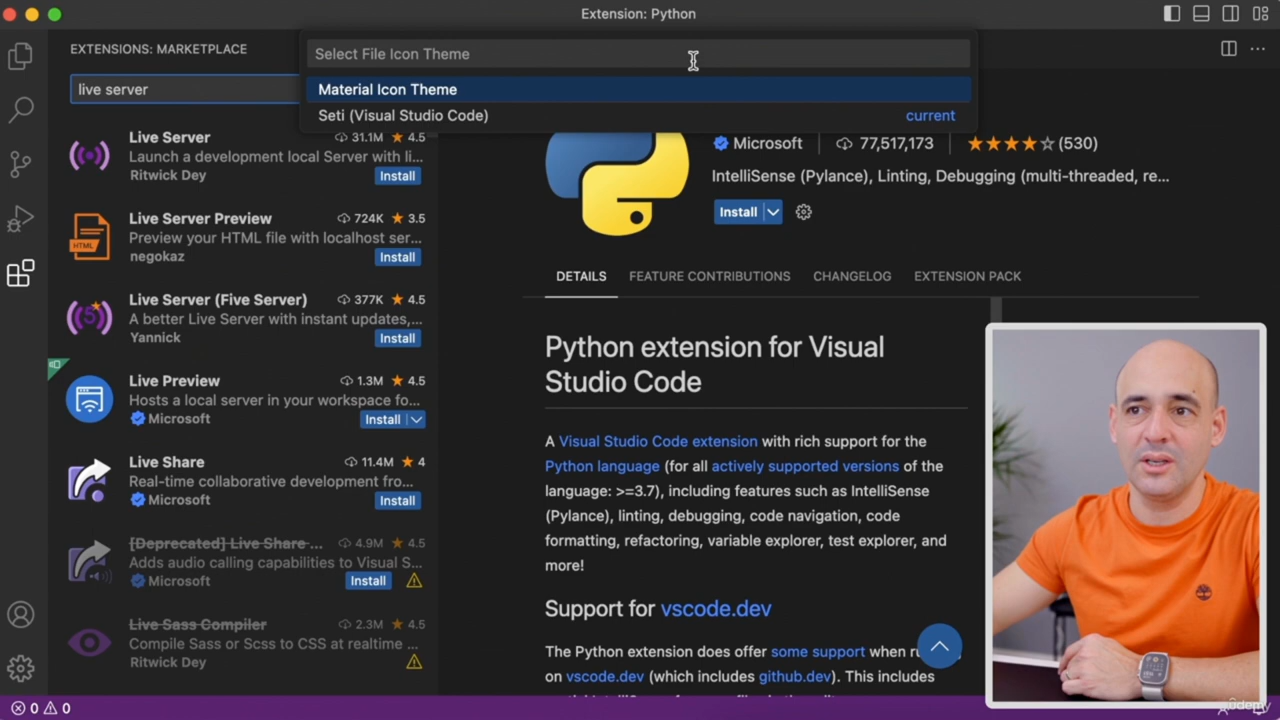 Extension: Python
EXTENSIONS: MARKETPLACE
live server
Select File Icon Theme
Material Icon Theme
Seti (Visual Studio Code) current
Live Server 31.1M 4.5
Launch a development local Server with li...
Ritwick Dey Install
Live Server Preview 724K 3.5
Preview your HTML file with localhost ser...
negokaz Install
HTML
Live Server (Five Server) 377K 4.5
A better Live Server with instant updates,...
Yannick Install
Live Preview 1.3M 4.5
Hosts a local server in your workspace fo...
Microsoft Install
Live Share 11.4M 4
Real-time collaborative development fro...
Microsoft Install
[Deprecated] Live Share ... 4.9M 4.5
Adds audio calling capabilities to Visual S...
Microsoft Install
Live Sass Compiler 2.3M 4.5
Compile Sass or Scss to CSS at realtime ...
Ritwick Dey
Microsoft 77,517,173 (530)
IntelliSense (Pylance), Linting, Debugging (multi-threaded, re...
Install
DETAILS FEATURE CONTRIBUTIONS CHANGELOG EXTENSION PACK
Python extension for Visual
Studio Code
A Visual Studio Code extension with rich support for the
Python language (for all actively supported versions of the
language: >=3.7), including features such as IntelliSense
(Pylance), linting, debugging, code navigation, code
formatting, refactoring, variable explorer, test explorer, and
more!
Support for vscode.dev
The Python extension does offer some support when
on vscode.dev (which includes github.dev). This includes
0 0
ûdemy